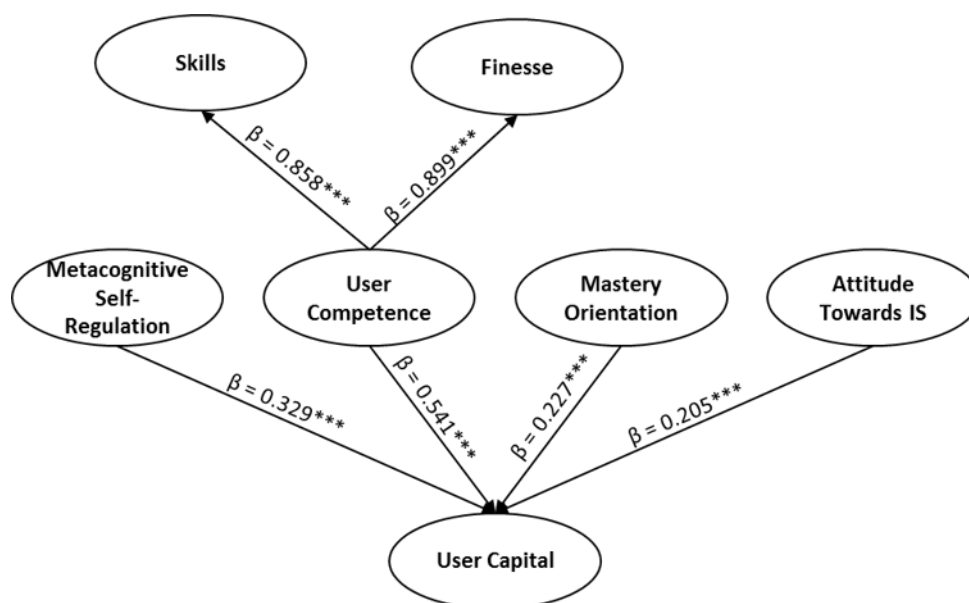 Skills
Finesse
β = 0.858***
β = 0.899***
Metacognitive
Self-
Regulation
User
Competence
Mastery
Orientation
Attitude
Towards IS
β = 0.329***
β = 0.541***
β = 0.227***
β = 0.205***
User Capital